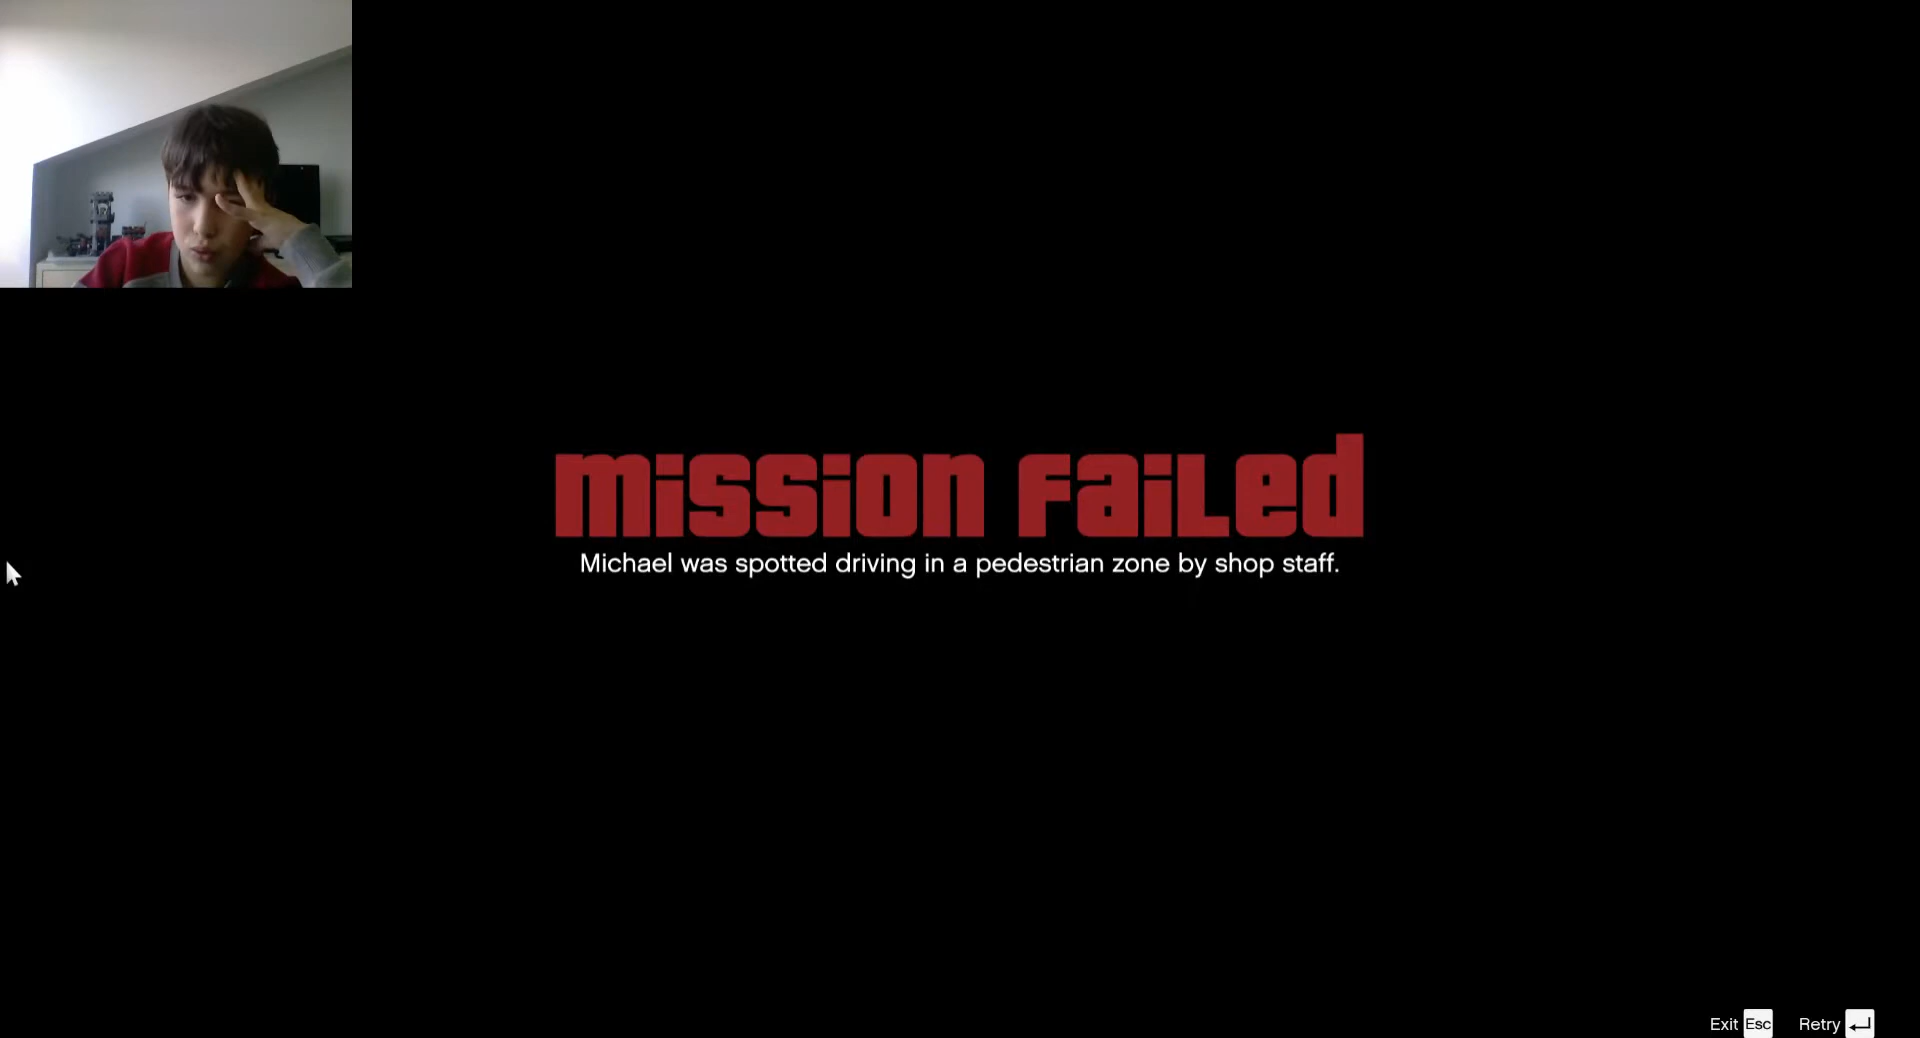 mission failed
Michael was spotted driving in a pedestrian zone by shop staff.
Exit Esc Retry